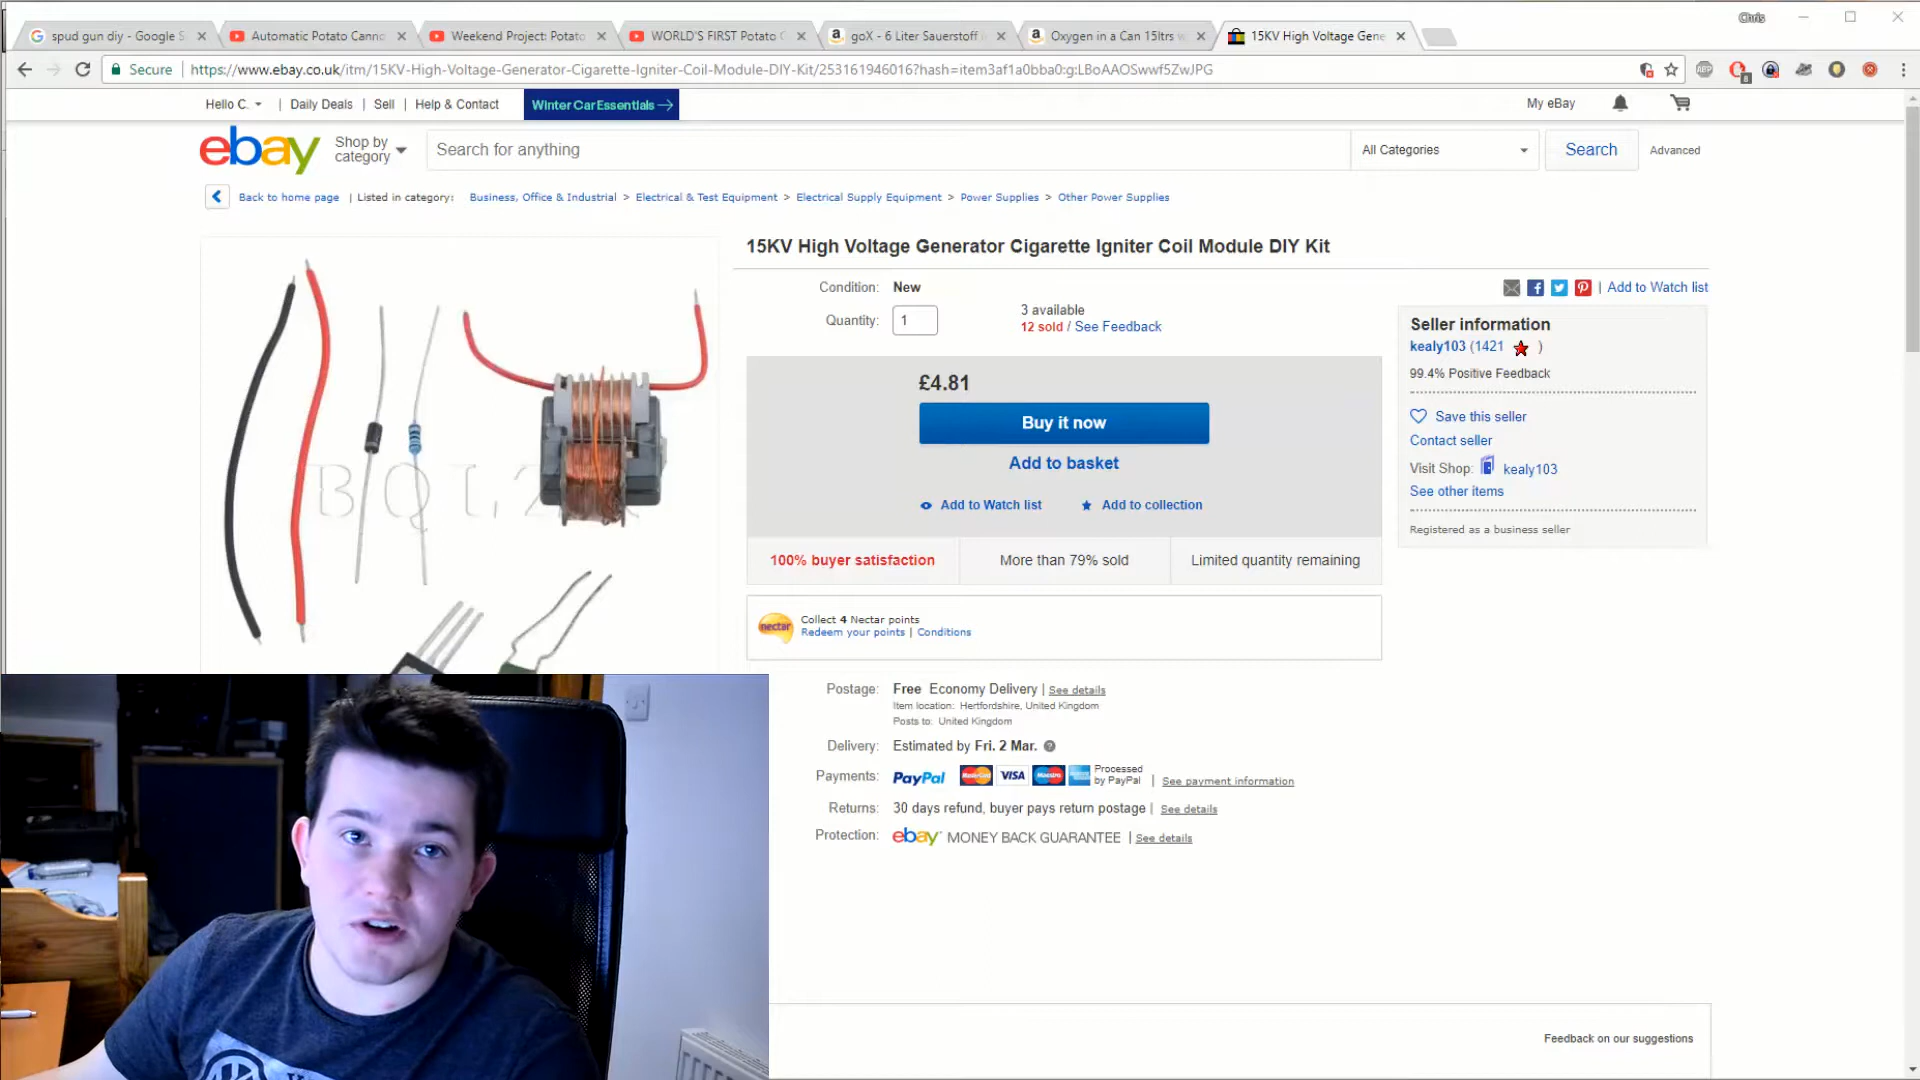 Chris
spud gun diy - Google S
Automatic Potato Canno
Weekend Project: Potato
WORLD'S FIRST Potato C
goX - 6 Liter Sauerstoff i
Oxygen in a Can 15ltrs w
15KV High Voltage Gene
Secure
https://www.ebay.co.uk/itm/15KV-High-Voltage-Generator-Cigarette-Igniter-Coil-Module-DIY-Kit/253161946016?hash=item3af1a0bba0:g:LBoAAOSwwf5ZwJPG
ABP
8
Hello C. | Daily Deals | Sell | Help & Contact
Winter Car Essentials →
My eBay
ebay
Shop by category
Search for anything
All Categories
Search
Advanced
Back to home page | Listed in category: Business, Office & Industrial > Electrical & Test Equipment > Electrical Supply Equipment > Power Supplies > Other Power Supplies
15KV High Voltage Generator Cigarette Igniter Coil Module DIY Kit
Condition: New
| Add to Watch list
Quantity: 1
3 available
12 sold / See Feedback
£4.81
Buy it now
Add to basket
Add to Watch list
Add to collection
100% buyer satisfaction
More than 79% sold
Limited quantity remaining
Seller information
kealy103 (1421 )
99.4% Positive Feedback
Save this seller
Contact seller
Visit Shop: kealy103
See other items
Registered as a business seller
nectar
Collect 4 Nectar points
Redeem your points | Conditions
Postage: Free Economy Delivery | See details
Item location: Hertfordshire, United Kingdom
Posts to: United Kingdom
Delivery: Estimated by Fri. 2 Mar.
Payments: PayPal MasterCard VISA Maestro Processed by PayPal | See payment information
Returns: 30 days refund, buyer pays return postage | See details
Protection: ebay MONEY BACK GUARANTEE | See details
Feedback on our suggestions